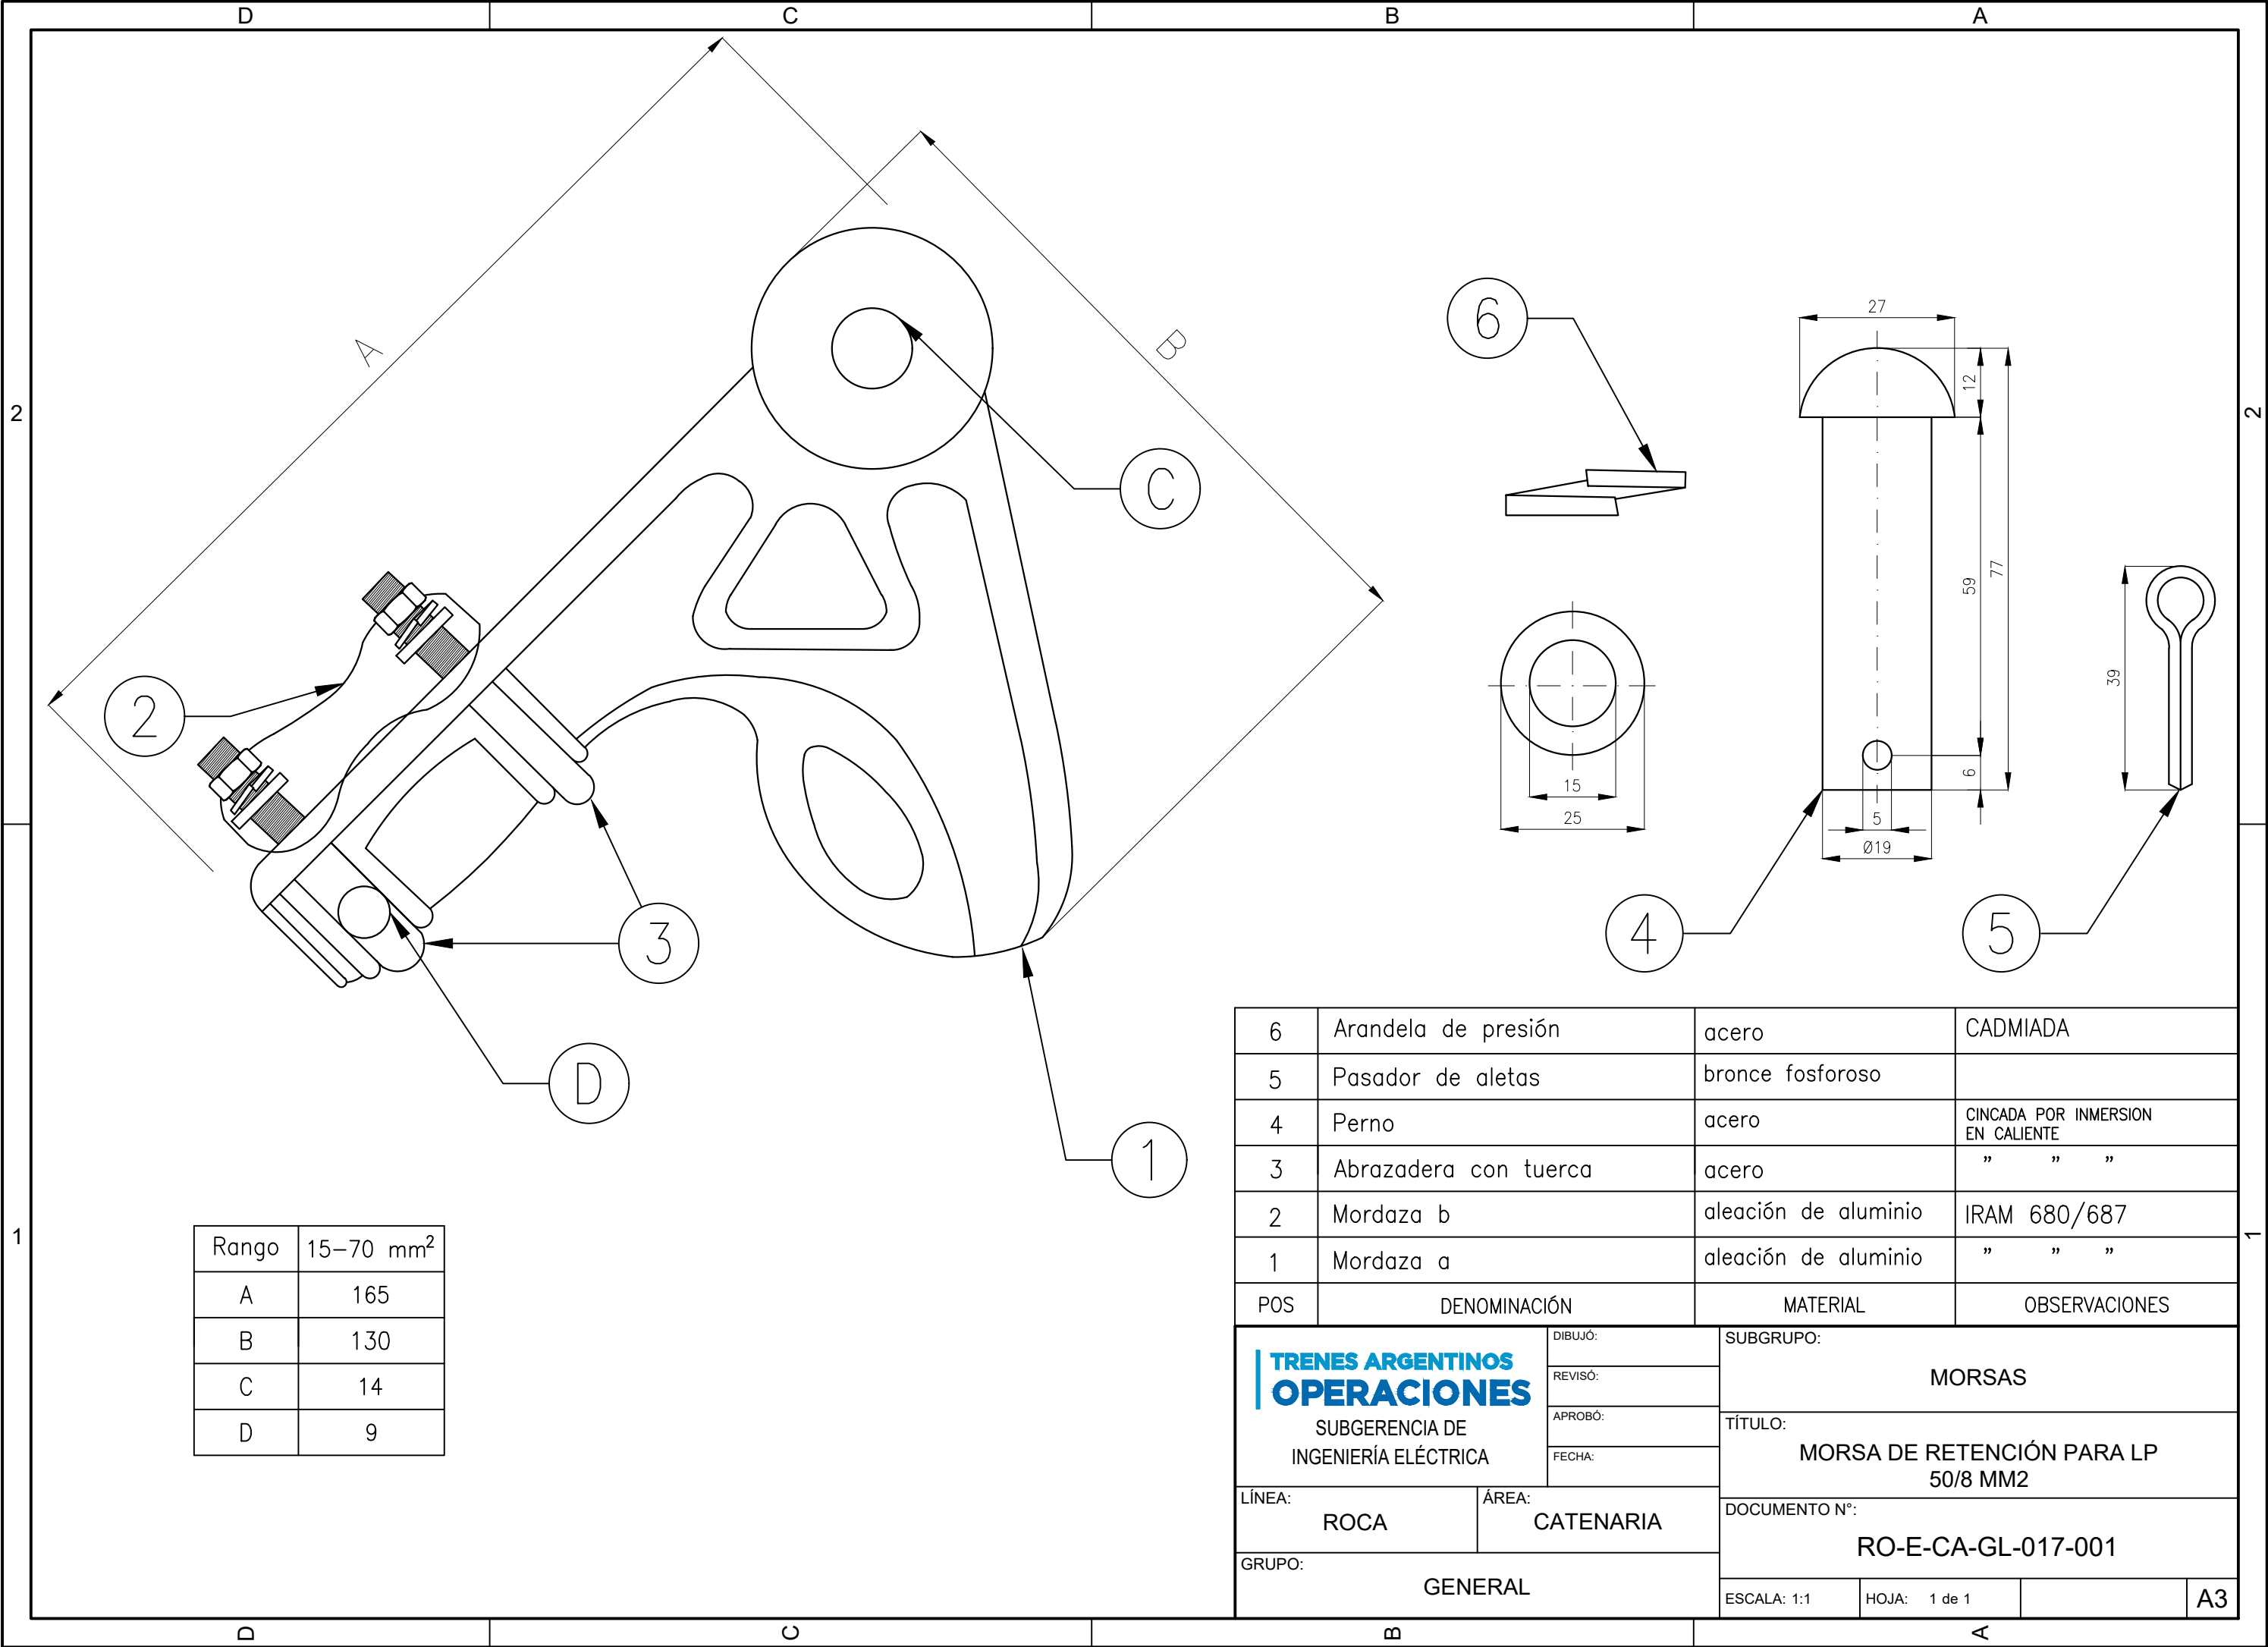 D C B A
2 2
1 1
A
B
C
D
1
2
3
4
5
6
27
12
59
77
6
5
Ø19
15
25
39
Rango 15-70 mm²
A 165
B 130
C 14
D 9
6 Arandela de presión acero CADMIADA
5 Pasador de aletas bronce fosforoso
4 Perno acero CINCADA POR INMERSION
EN CALIENTE
3 Abrazadera con tuerca acero " " "
2 Mordaza b aleación de aluminio IRAM 680/687
1 Mordaza a aleación de aluminio " " "
POS DENOMINACIÓN MATERIAL OBSERVACIONES
TRENES ARGENTINOS
OPERACIONES
SUBGERENCIA DE
INGENIERÍA ELÉCTRICA
DIBUJÓ:
REVISÓ:
APROBÓ:
FECHA:
SUBGRUPO:
MORSAS
TÍTULO:
MORSA DE RETENCIÓN PARA LP
50/8 MM2
LÍNEA:
ROCA
ÁREA:
CATENARIA
DOCUMENTO N°:
RO-E-CA-GL-017-001
GRUPO:
GENERAL
ESCALA: 1:1 HOJA: 1 de 1 A3
D C B A